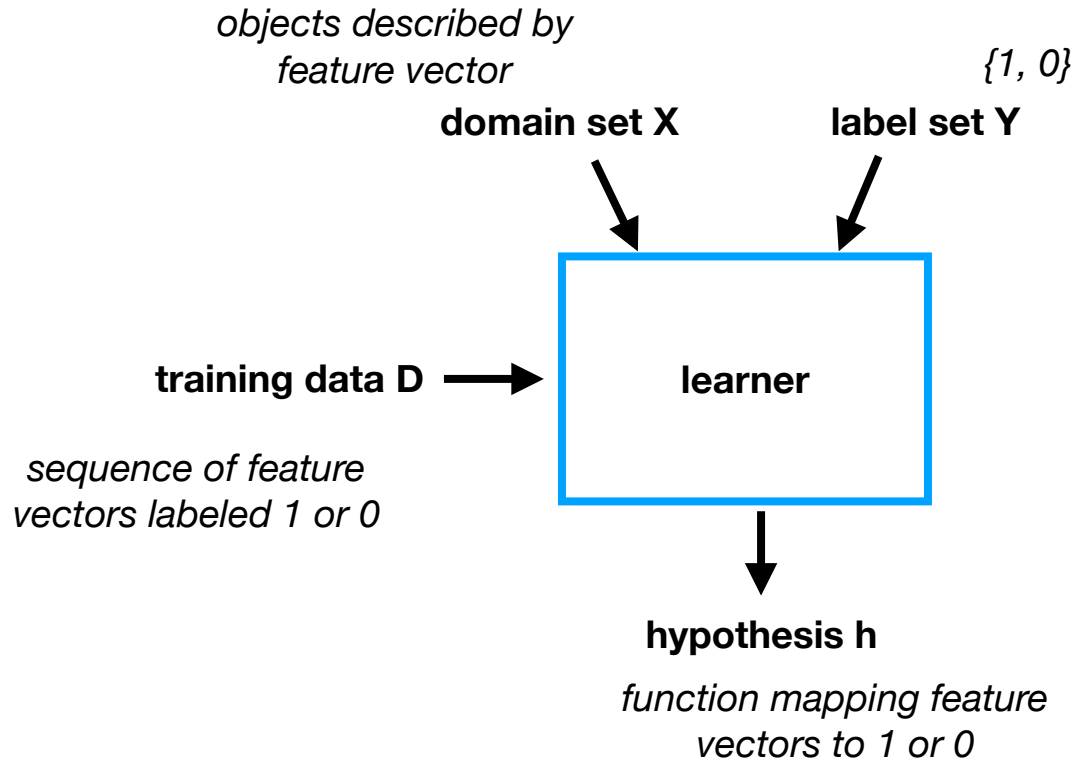 objects described by
feature vector
{1, 0}
domain set X
label set Y
training data D
learner
sequence of feature
vectors labeled 1 or 0
hypothesis h
function mapping feature
vectors to 1 or 0